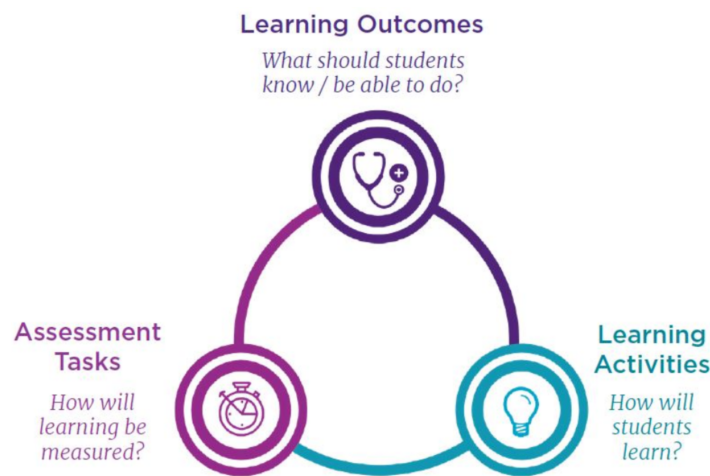 Learning Outcomes
What should students
know / be able to do?
Assessment
Tasks
How will
learning be
measured?
Learning
Activities
How will
students
learn?